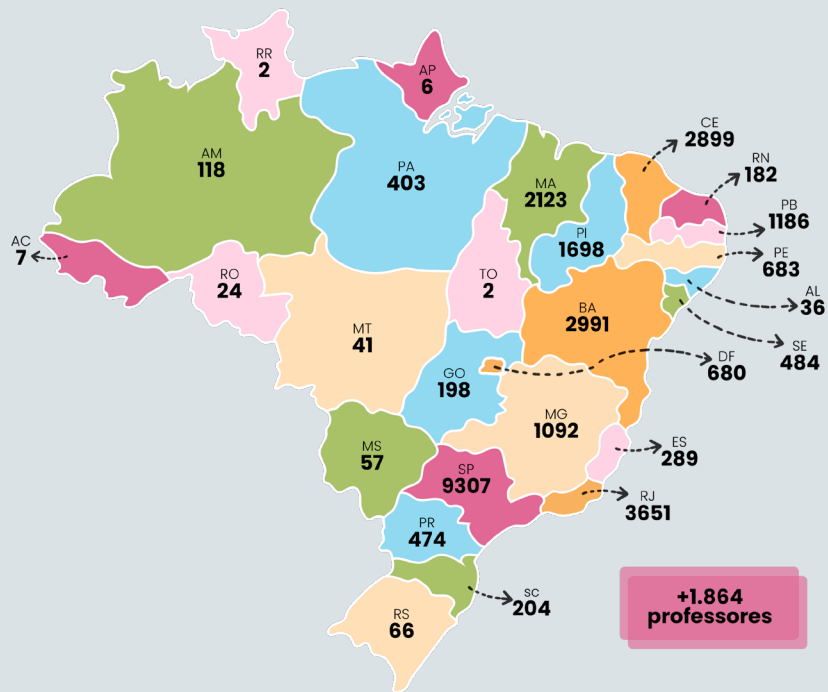 RR
2
AP
6
AM
118
PA
403
MA
2123
CE
2899
RN
182
PB
1186
PI
1698
PE
683
AC
7
RO
24
TO
2
AL
36
BA
2991
MT
41
SE
484
DF
680
GO
198
MG
1092
MS
57
SP
9307
ES
289
RJ
3651
PR
474
SC
204
RS
66
+1.864
professores